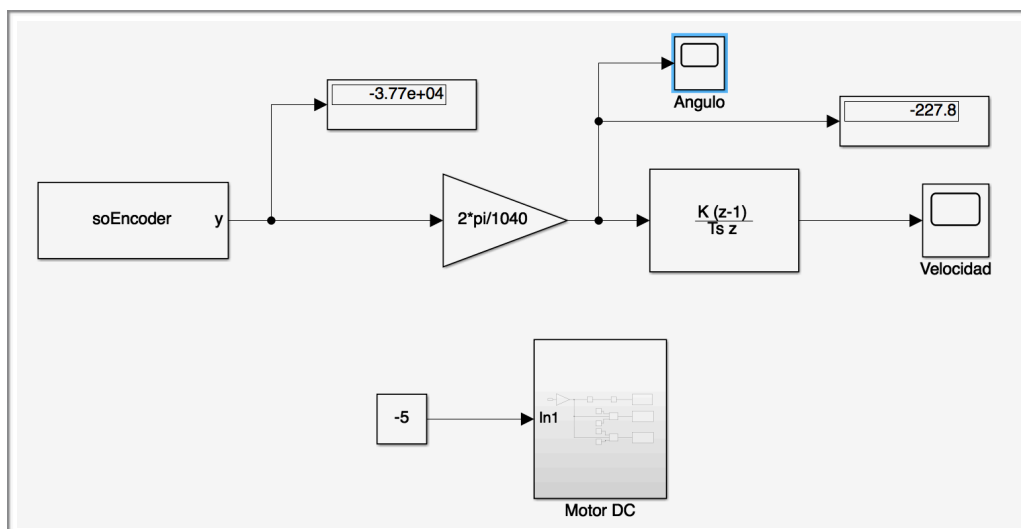 -3.77e+04
Angulo
-227.8
soEncoder
y
2*pi/1040
K (z-1)
Ts z
Velocidad
-5
In1
Motor DC